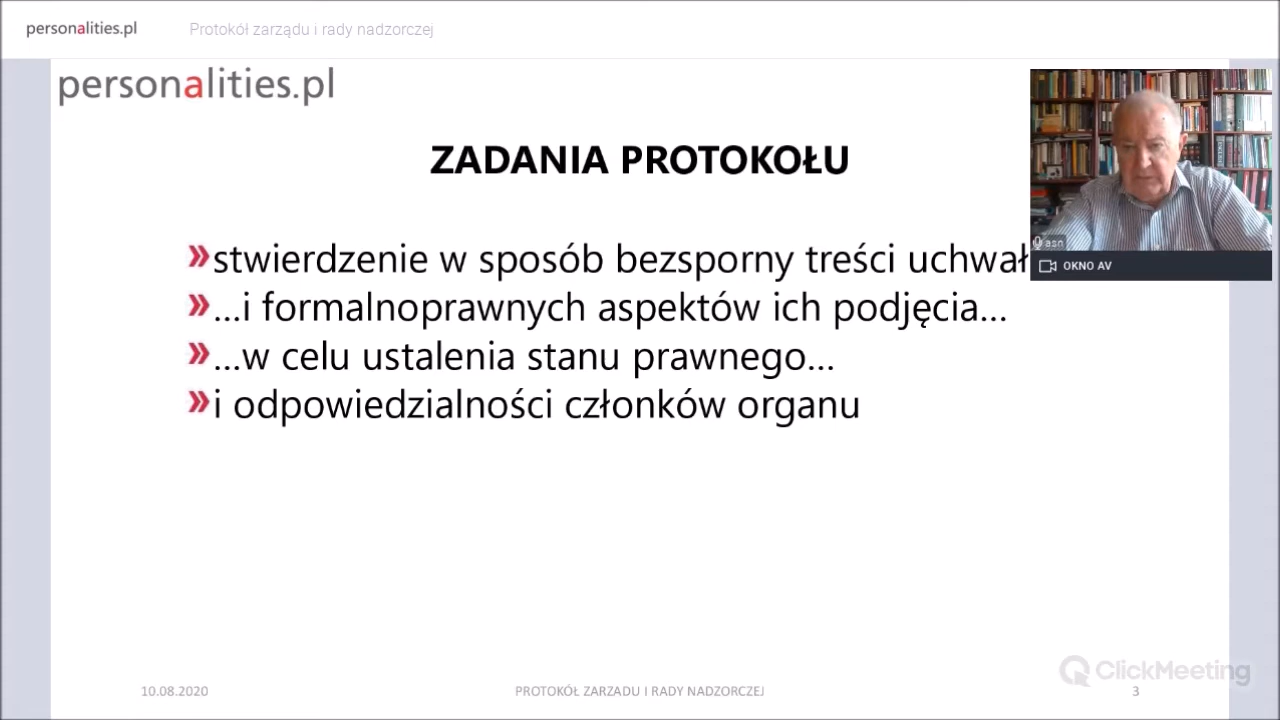 personalities.pl
Protokół zarządu i rady nadzorczej
personalities.pl
ZADANIA PROTOKOŁU
»stwierdzenie w sposób bezsporny treści uchwał
»…i formalnoprawnych aspektów ich podjęcia…
»…w celu ustalenia stanu prawnego…
»i odpowiedzialności członków organu
asn
OKNO AV
ClickMeeting
10.08.2020
PROTOKÓŁ ZARZADU I RADY NADZORCZEJ
3